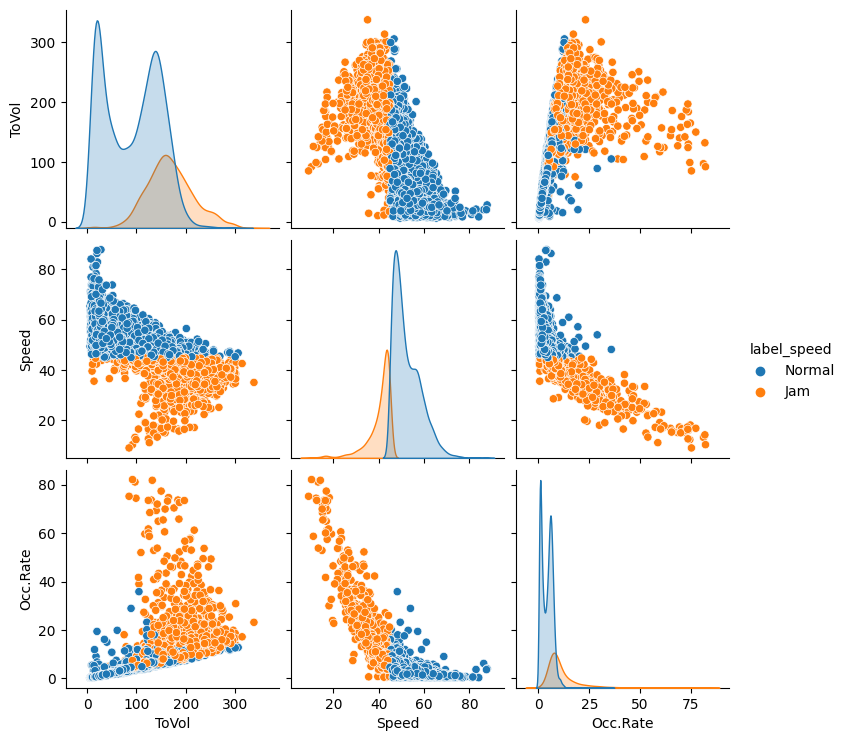 300
200
100
0
ToVol
80
60
40
20
Speed
label_speed
Normal
Jam
80
60
40
20
0
Occ.Rate
0 100 200 300
20 40 60 80
0 25 50 75
ToVol Speed Occ.Rate